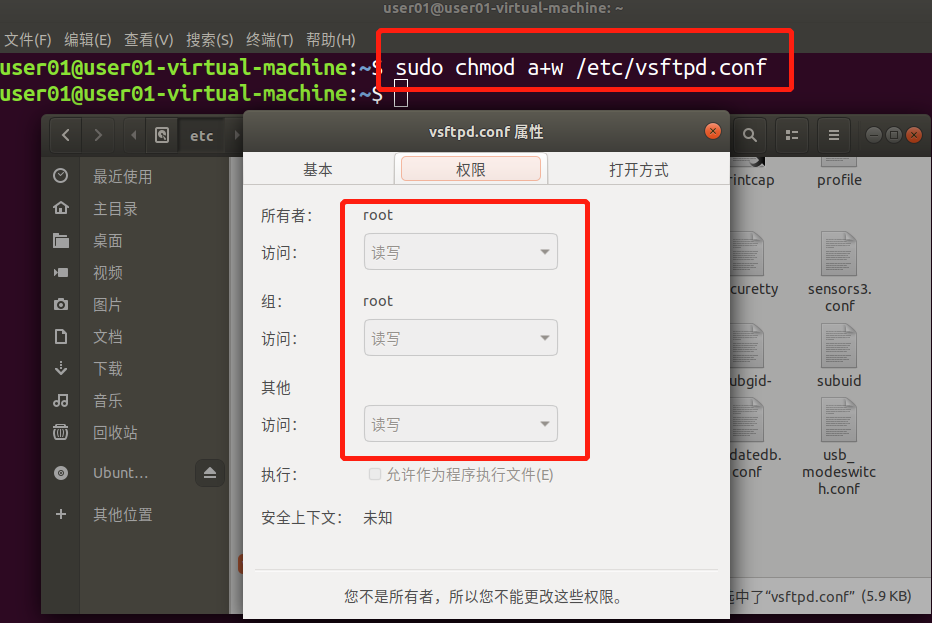 user01@user01-virtual-machine: ~
文件(F) 编辑(E) 查看(V) 搜索(S) 终端(T) 帮助(H)
user01@user01-virtual-machine:~$ sudo chmod a+w /etc/vsftpd.conf
user01@user01-virtual-machine:~$
etc
vsftpd.conf 属性
基本 权限 打开方式
最近使用
主目录
桌面
视频
图片
文档
下载
音乐
回收站
Ubunt…
其他位置
所有者： root
访问： 读写
组： root
访问： 读写
其他
访问： 读写
执行： 允许作为程序执行文件(E)
安全上下文： 未知
您不是所有者，所以您不能更改这些权限。
rintcap profile
curetty sensors3.
conf
ubgid- subuid
datedb. usb_
conf modeswitc
h.conf
选中了“vsftpd.conf” (5.9 KB)